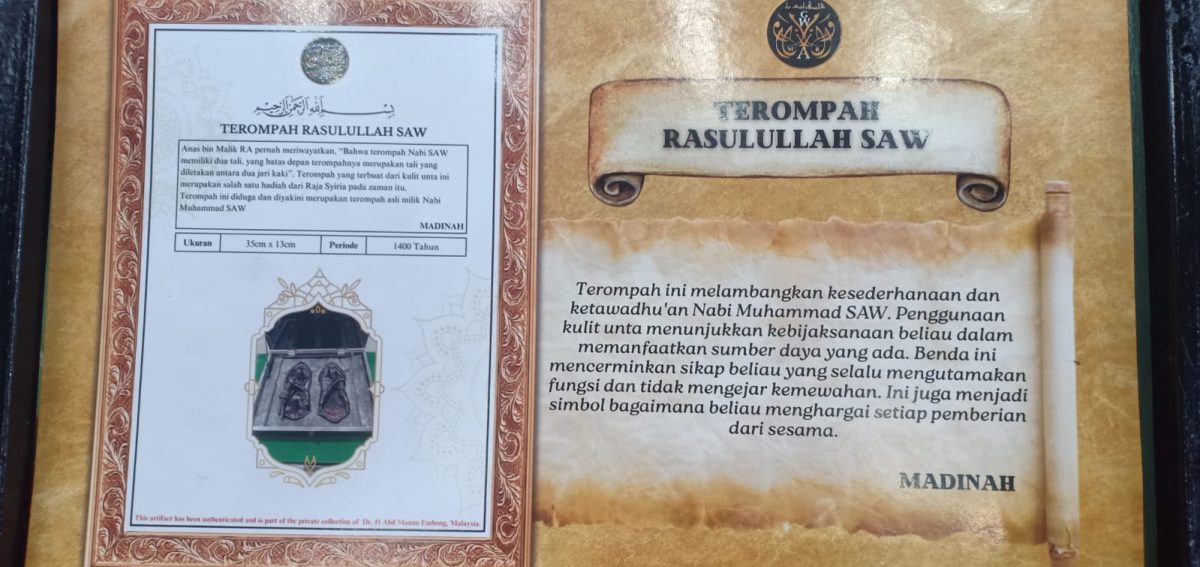 بسم الله الرحمن الرحيم
TEROMPAH RASULULLAH SAW
Anas bin Malik RA pernah meriwayatkan, “Bahwa terompah Nabi SAW
memiliki dua tali, yang batas depan terompahnya merupakan tali yang
diletakan antara dua jari kaki”. Terompah yang terbuat dari kulit unta ini
merupakan salah satu hadiah dari Raja Syiria pada zaman itu.
Terompah ini diduga dan diyakini merupakan terompah asli milik Nabi
Muhammad SAW
MADINAH
Ukuran 35cm x 13cm Periode 1400 Tahun
This artifact has been authenticated and is part of the private collection of Dr. H Abd Manan Embong, Malaysia.
TEROMPAH
RASULULLAH SAW
Terompah ini melambangkan kesederhanaan dan
ketawadhu'an Nabi Muhammad SAW. Penggunaan
kulit unta menunjukkan kebijaksanaan beliau dalam
memanfaatkan sumber daya yang ada. Benda ini
mencerminkan sikap beliau yang selalu mengutamakan
fungsi dan tidak mengejar kemewahan. Ini juga menjadi
simbol bagaimana beliau menghargai setiap pemberian
dari sesama.
MADINAH